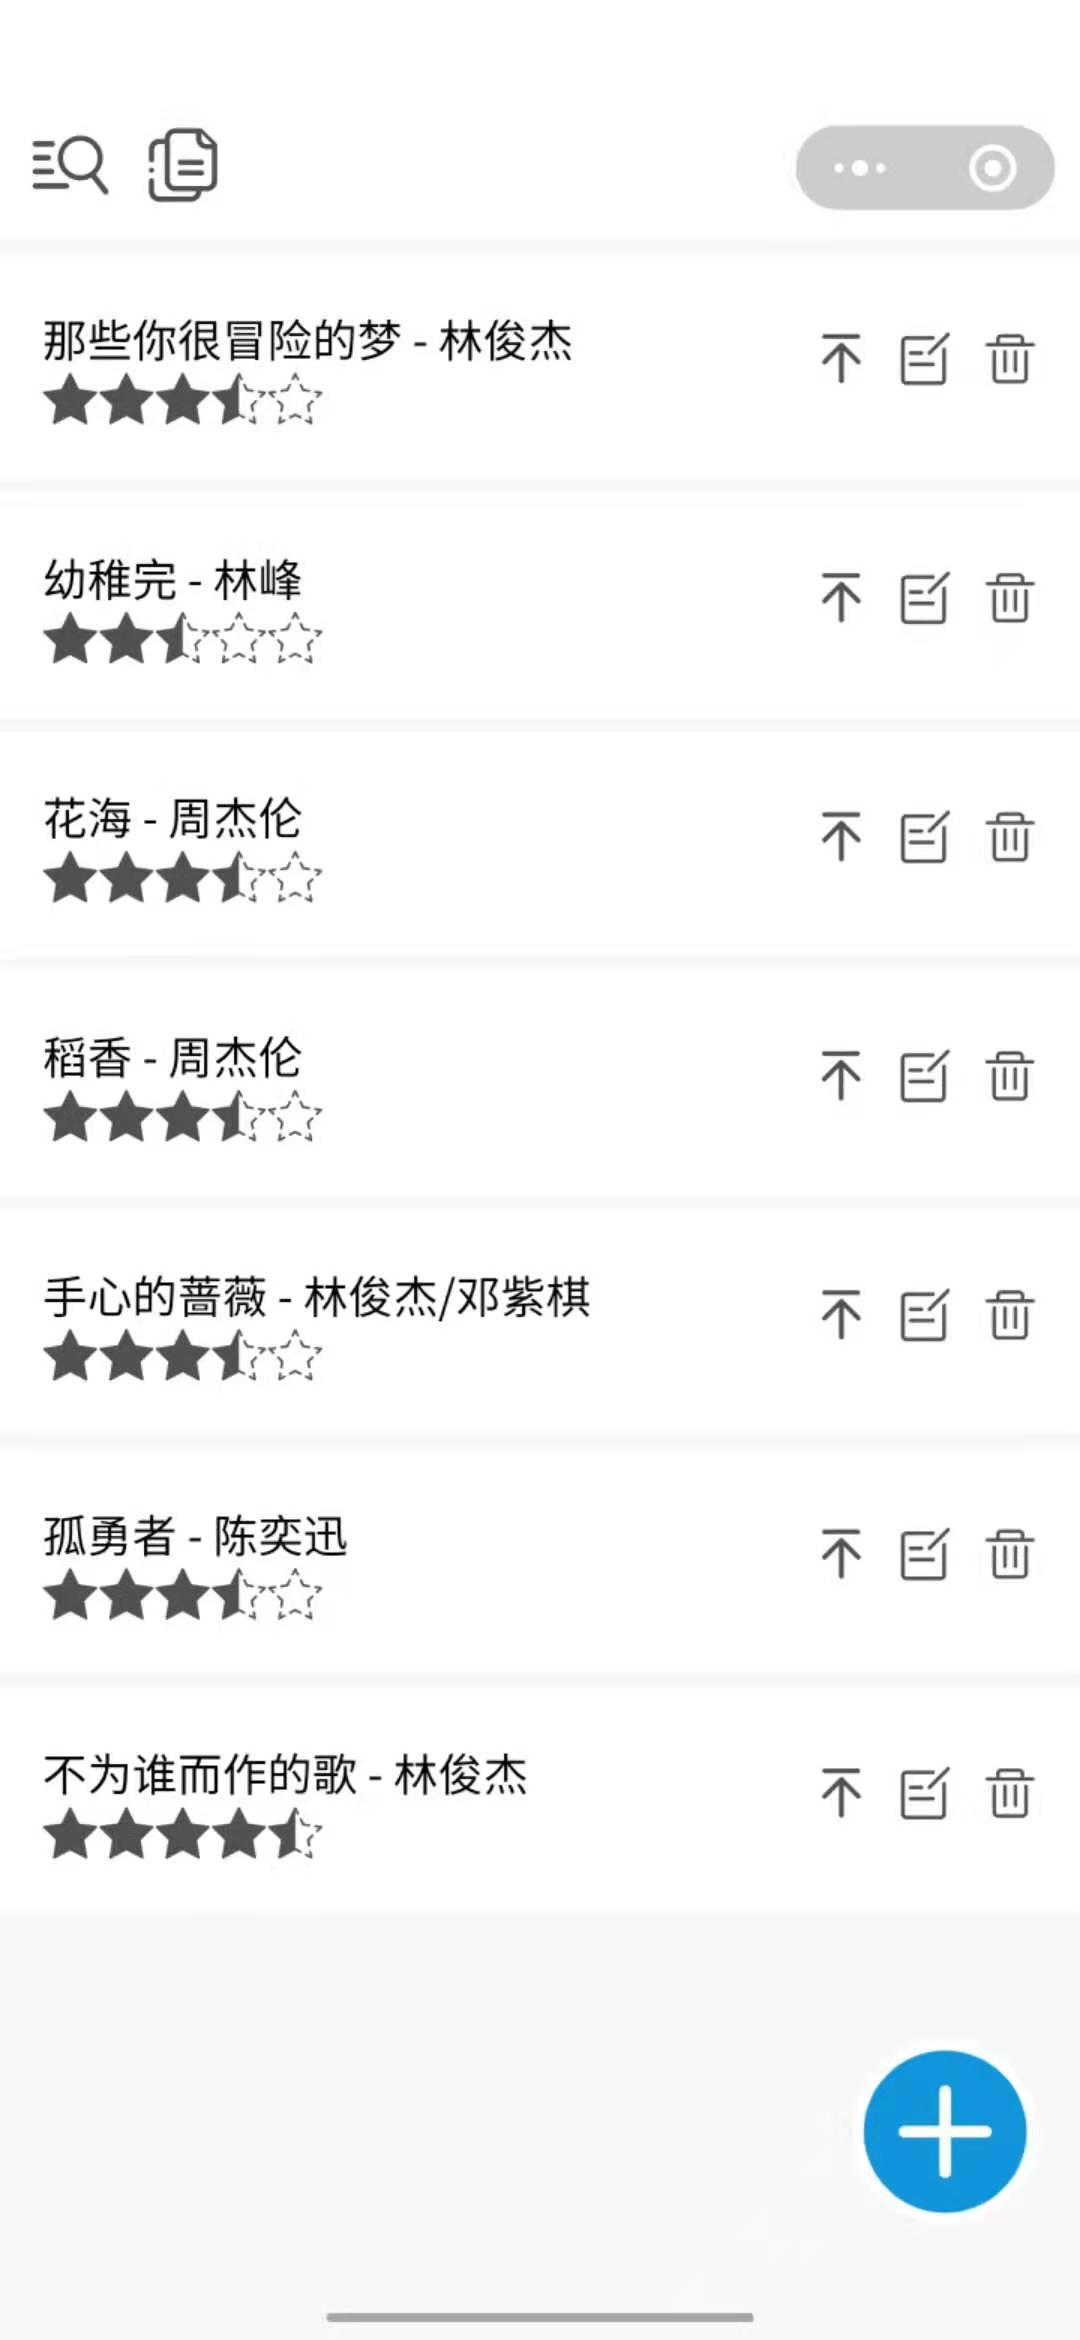 那些你很冒险的梦 - 林俊杰
幼稚完 - 林峰
花海 - 周杰伦
稻香 - 周杰伦
手心的蔷薇 - 林俊杰/邓紫棋
孤勇者 - 陈奕迅
不为谁而作的歌 - 林俊杰